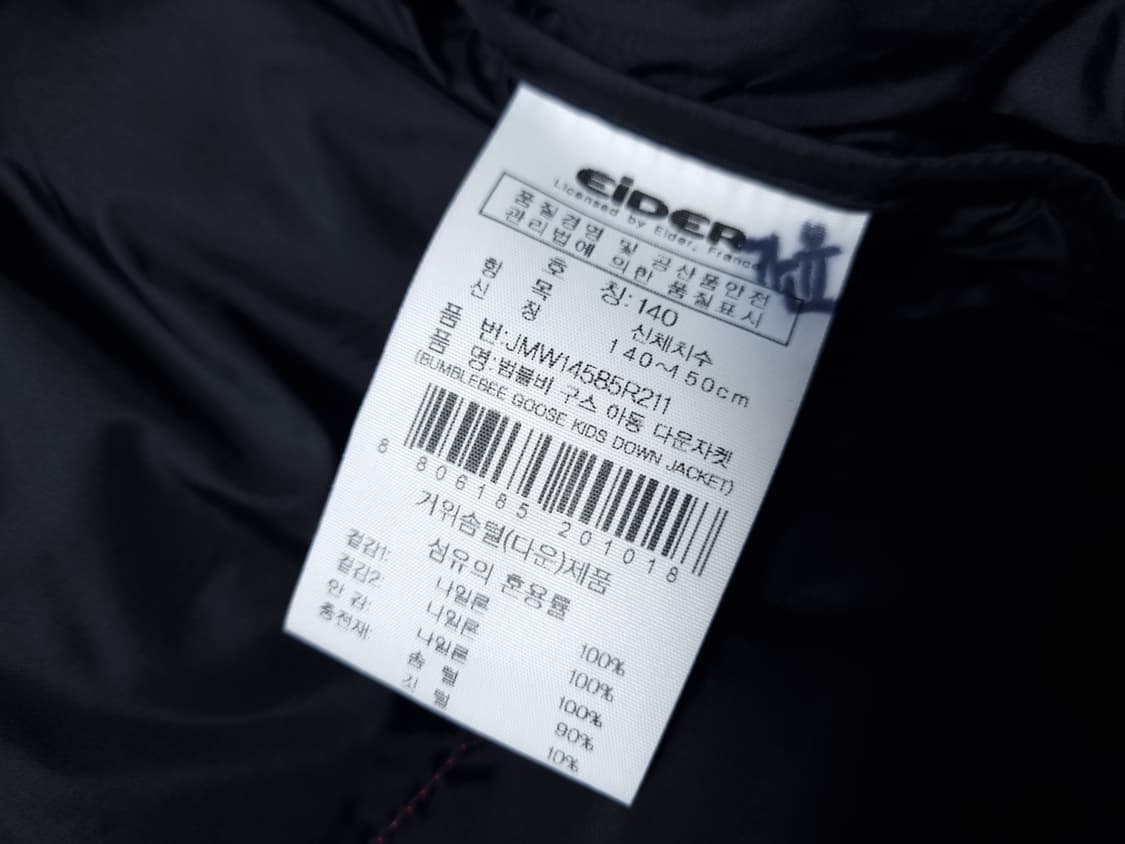 EiDER
Licensed by Eider, France
품질경영 및 공산품안전
관리법에 의한 품질표시
호 칭: 140
항 목 신체치수
신 장 140~150cm
품 번: JMW14585R211
품 명: 범블비 구스 아동 다운자켓
(BUMBLEBEE GOOSE KIDS DOWN JACKET)
8 806185 201018
거위솜털(다운)제품
섬유의 혼용률
겉감1: 나일론 100%
겉감2: 나일론 100%
안 감: 나일론 100%
충전재: 솜 털 90%
깃 털 10%